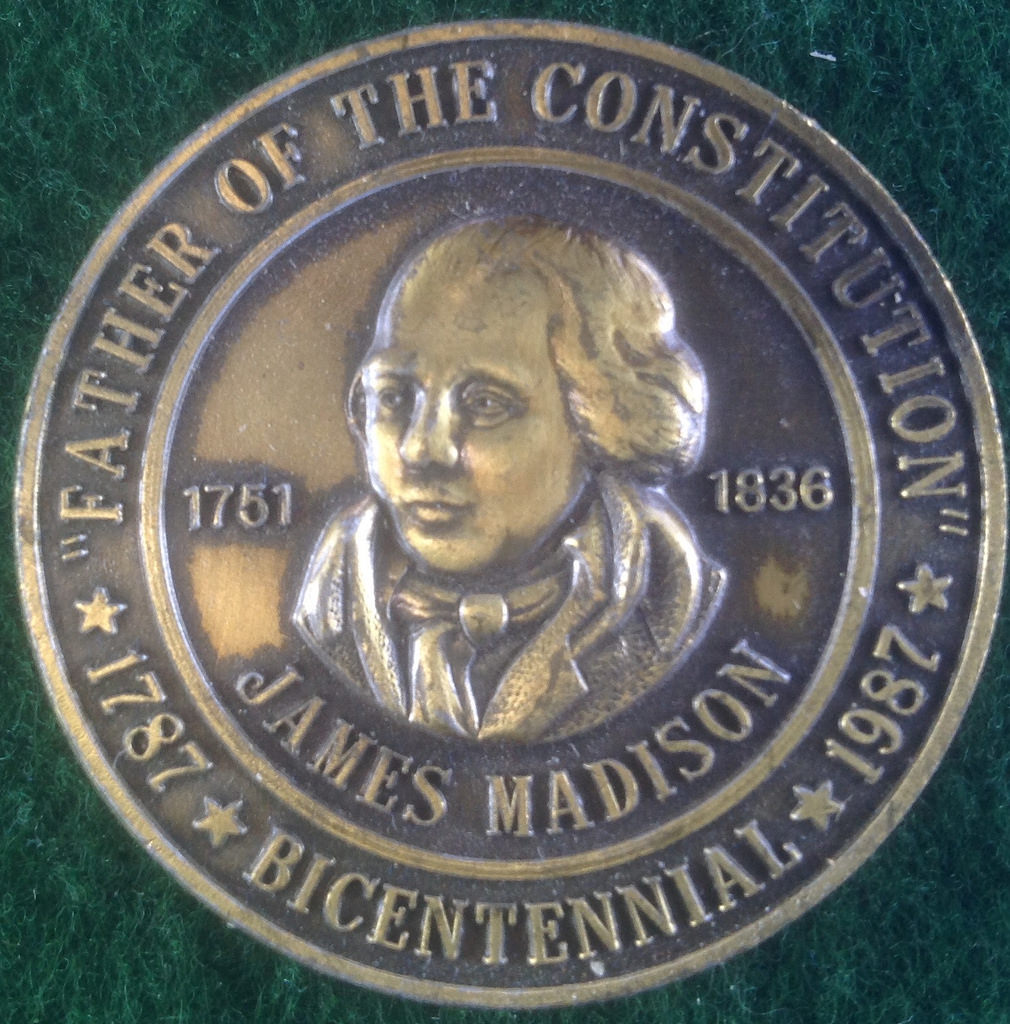 "FATHER OF THE CONSTITUTION"
1751
1836
JAMES MADISON
★ 1787 ★ BICENTENNIAL ★ 1987 ★